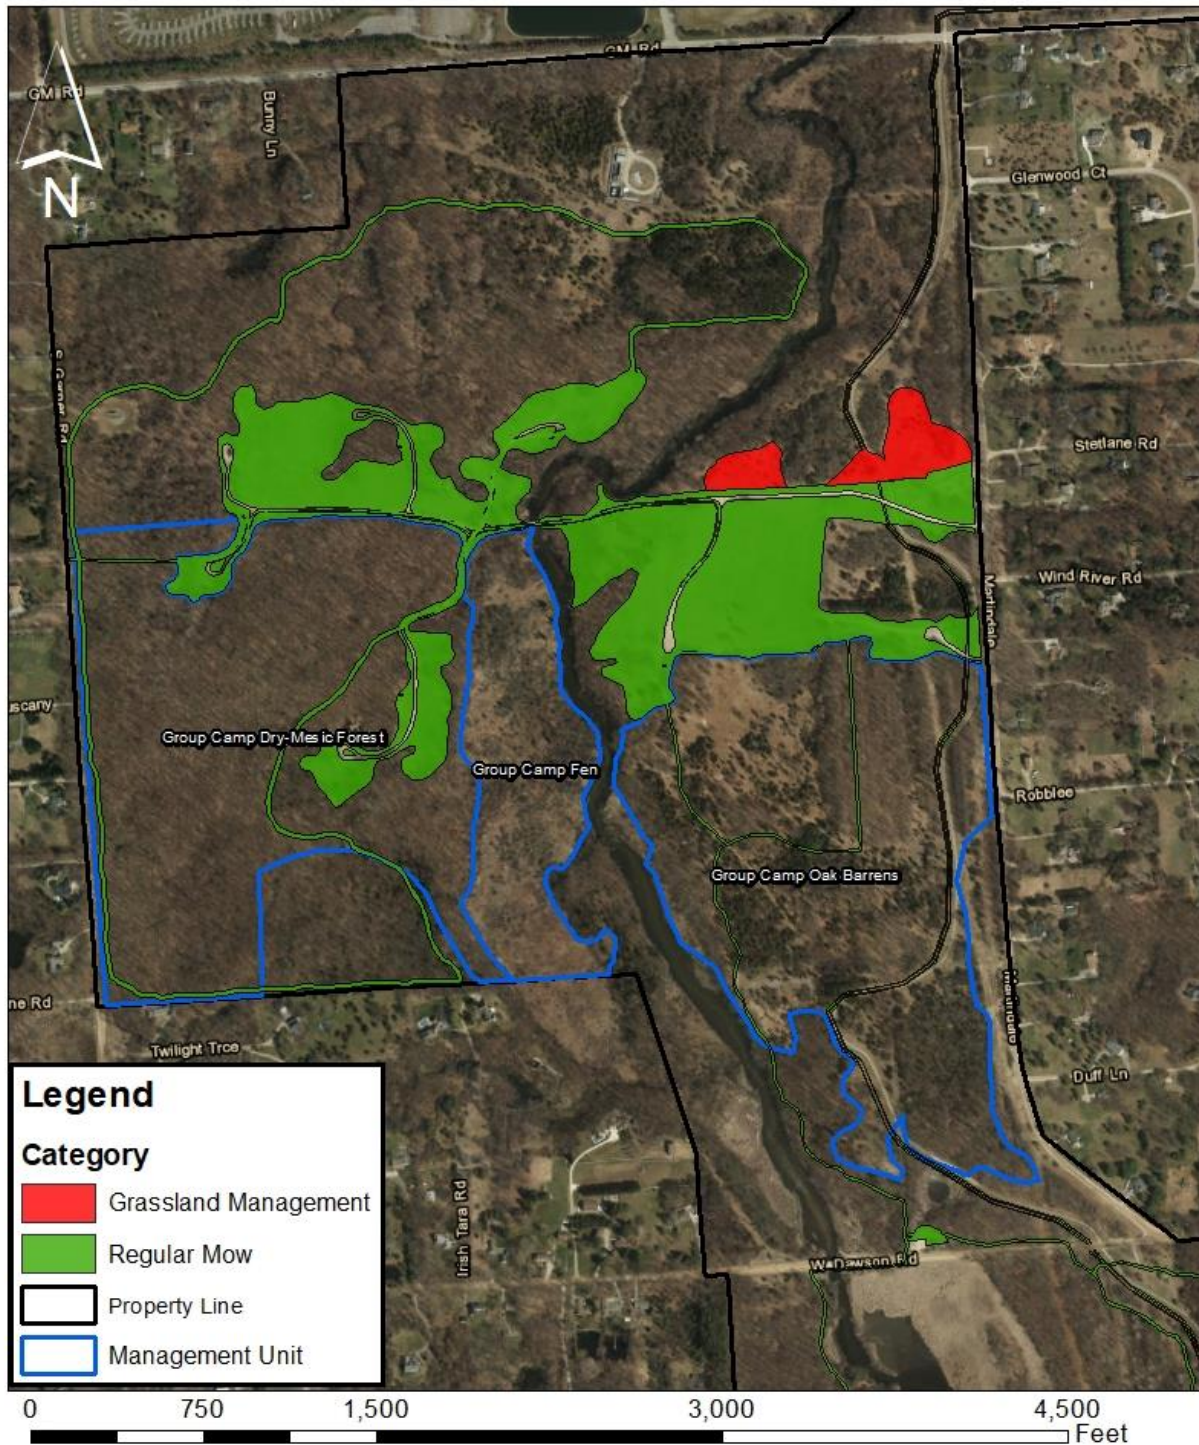 GM Rd
GM Rd
Bunny Ln
N
Glenwood Ct
Stetlane Rd
Wind River Rd
Martindale
Group Camp Dry-Mesic Forest
Group Camp Fen
Robblee
Group Camp Oak Barrens
ne Rd
Twilight Trce
Duff Ln
Irish Tara Rd
W Dawson Rd
Legend
Category
Grassland Management
Regular Mow
Property Line
Management Unit
0 750 1,500 3,000 4,500
Feet